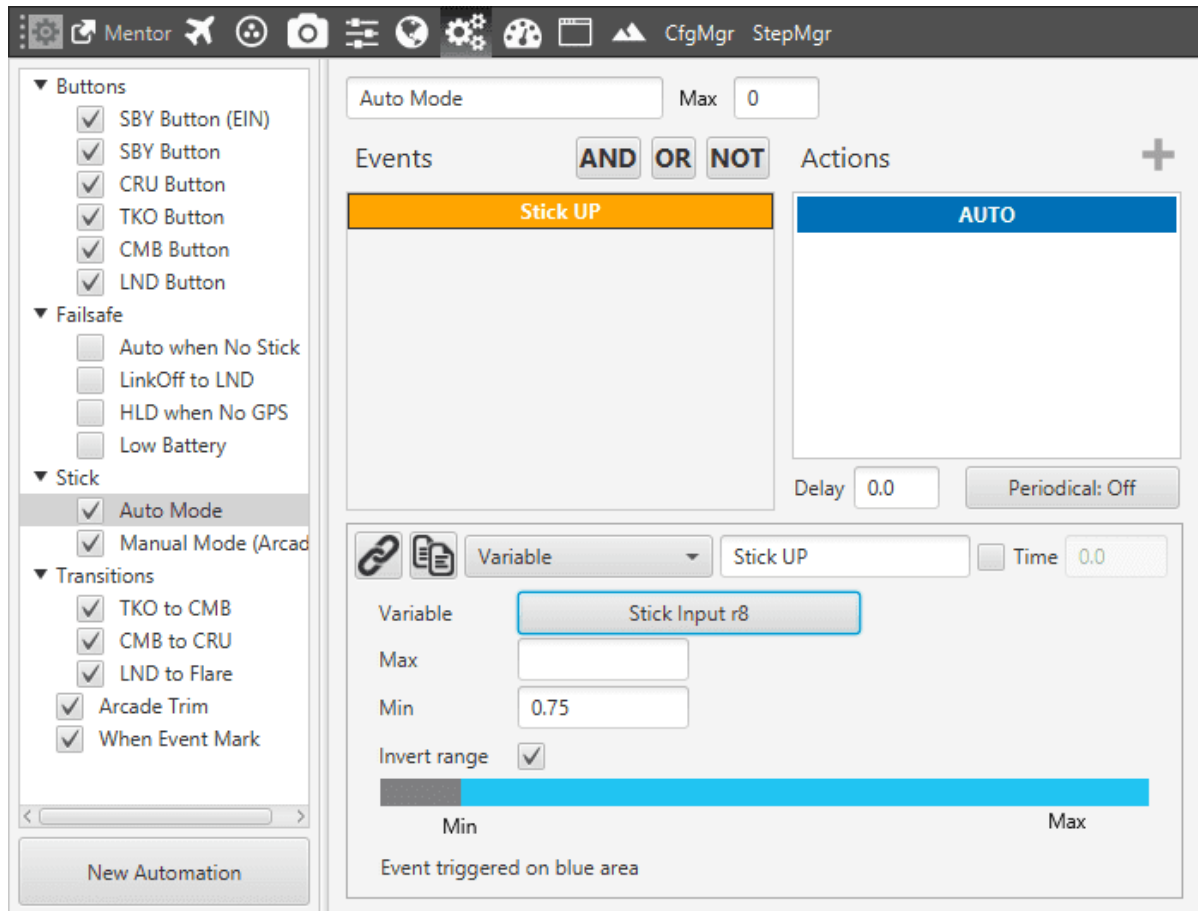 Mentor CfgMgr StepMgr
Buttons
SBY Button (EIN)
SBY Button
CRU Button
TKO Button
CMB Button
LND Button
Failsafe
Auto when No Stick
LinkOff to LND
HLD when No GPS
Low Battery
Stick
Auto Mode
Manual Mode (Arcad
Transitions
TKO to CMB
CMB to CRU
LND to Flare
Arcade Trim
When Event Mark
New Automation
Auto Mode Max 0
Events AND OR NOT Actions
Stick UP
AUTO
Delay 0.0 Periodical: Off
Variable Stick UP Time 0.0
Variable Stick Input r8
Max
Min 0.75
Invert range
Min Max
Event triggered on blue area